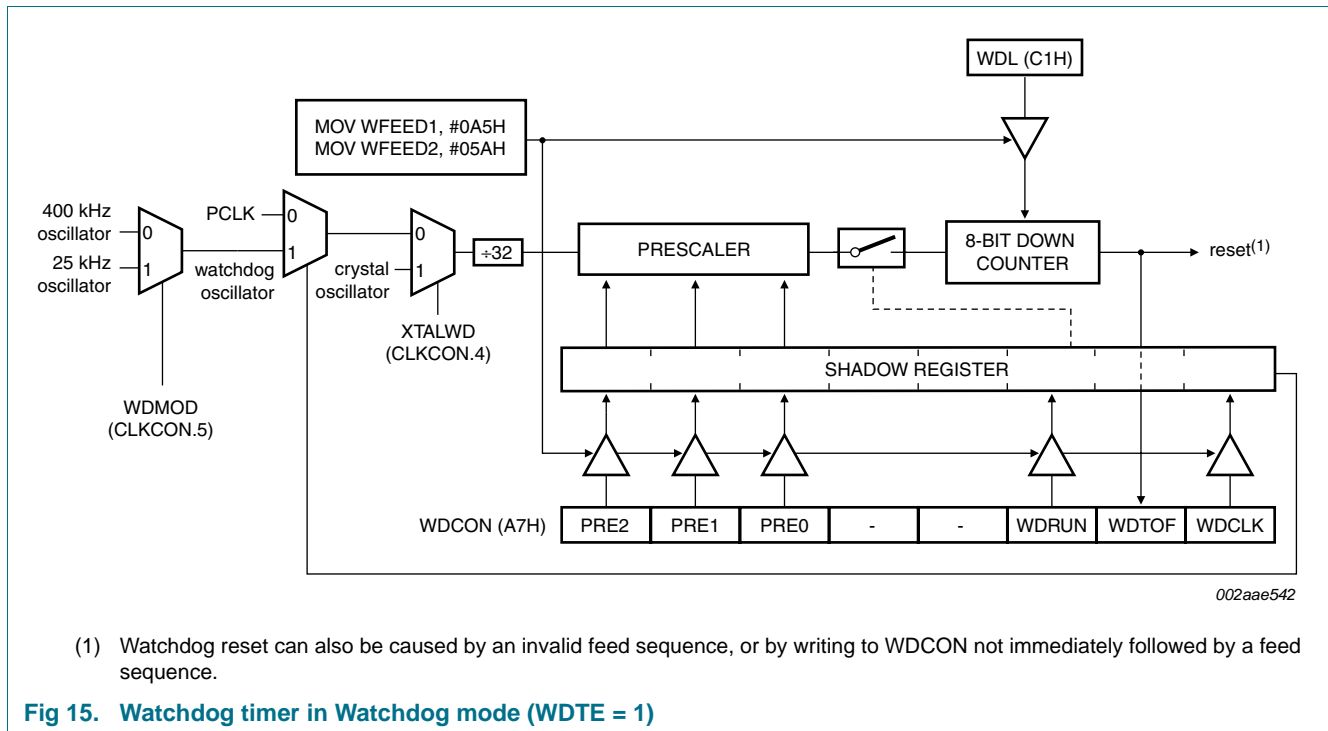 WDL (C1H)
MOV WFEED1, #0A5H
MOV WFEED2, #05AH
400 kHz
oscillator
25 kHz
oscillator
0
1
PCLK
0
1
watchdog
oscillator
0
1
crystal
oscillator
÷32
PRESCALER
8-BIT DOWN
COUNTER
reset(1)
XTALWD
(CLKCON.4)
WDMOD
(CLKCON.5)
SHADOW REGISTER
WDCON (A7H) PRE2 PRE1 PRE0 - - WDRUN WDTOF WDCLK
002aae542
(1) Watchdog reset can also be caused by an invalid feed sequence, or by writing to WDCON not immediately followed by a feed
sequence.
Fig 15. Watchdog timer in Watchdog mode (WDTE = 1)